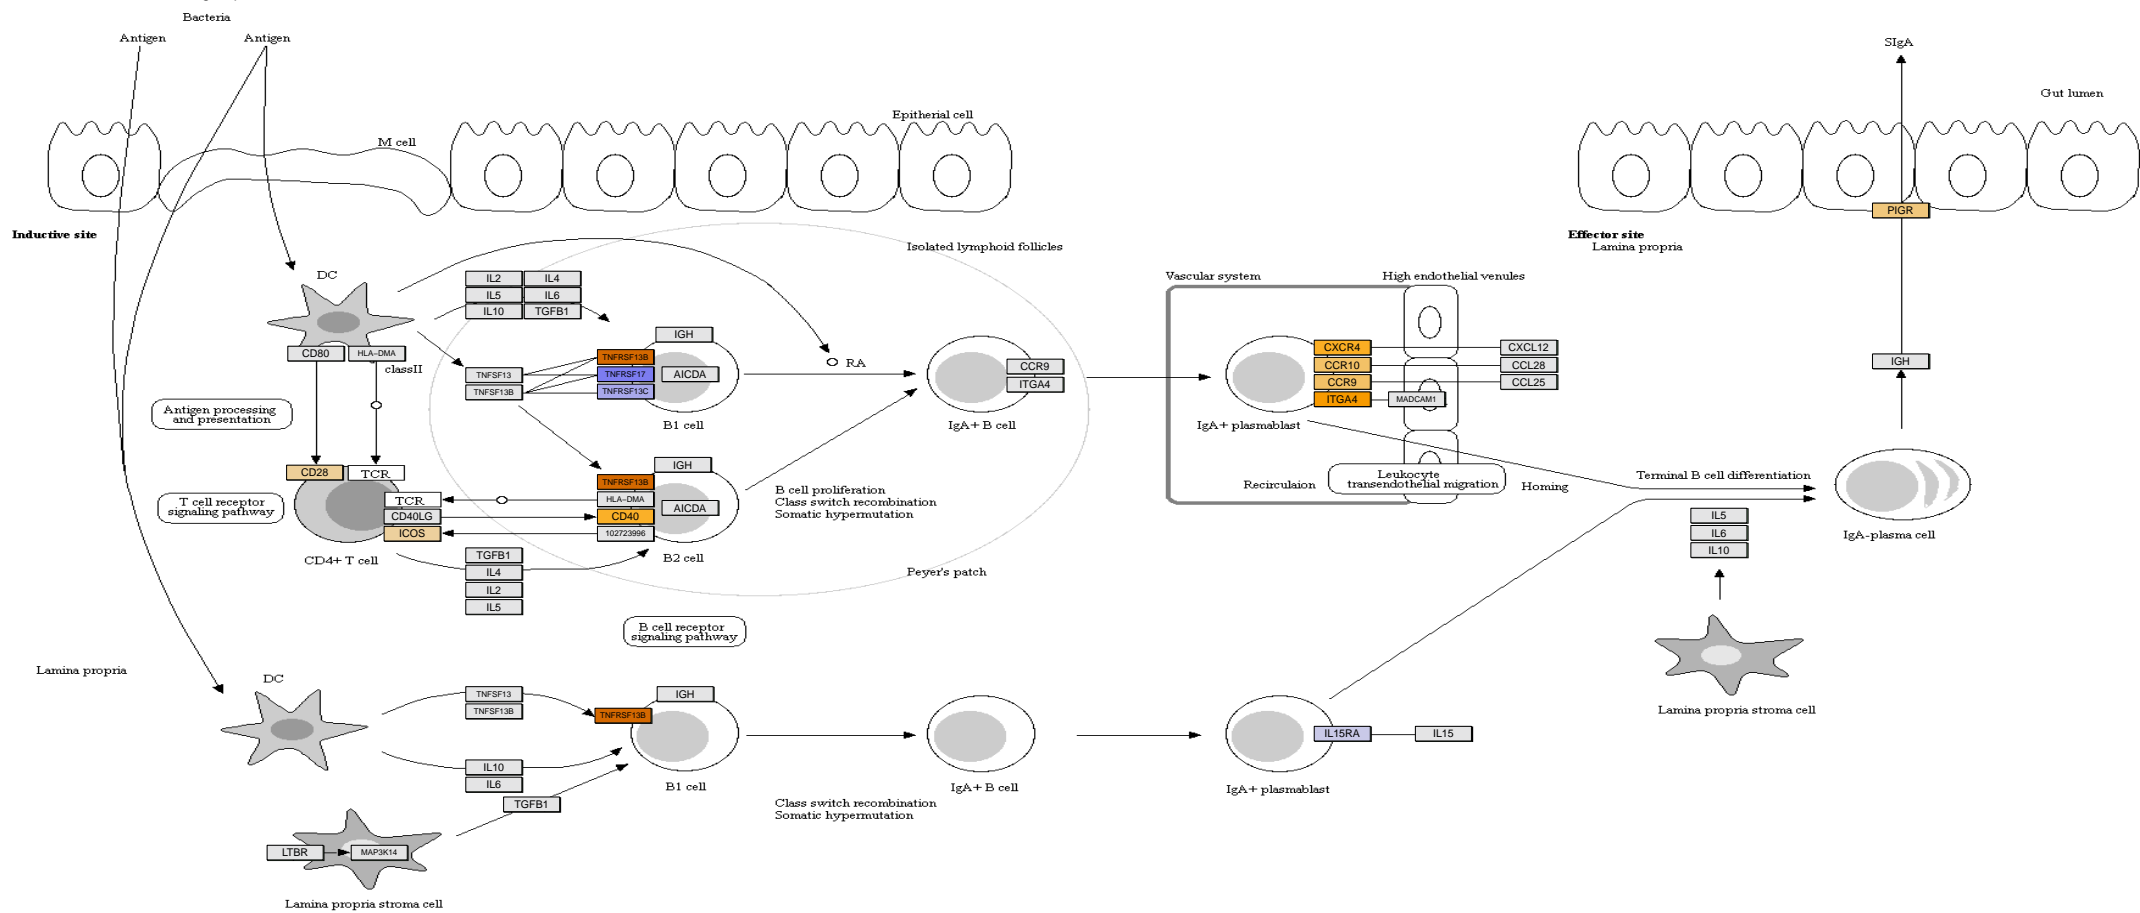 Bacteria
Antigen
Antigen
SIgA
Gut lumen
Epitherial cell
M cell
PIGR
Inductive site
Effector site
Lamina propria
Isolated lymphoid follicles
DC
Vascular system
High endothelial venules
IL2
IL4
IL5
IL6
IL10
TGFB1
IGH
CD80
HLA-DMA
classII
TNFRSF13B
TNFSF13
TNFRSF17
AICDA
TNFSF13B
TNFRSF13C
B1 cell
RA
CCR9
ITGA4
IgA+ B cell
CXCR4
CXCL12
CCR10
CCL28
CCR9
CCL25
ITGA4
MADCAM1
IgA+ plasmablast
IGH
Antigen processing
and presentation
CD28
TCR
T cell receptor
signaling pathway
TCR
CD40LG
ICOS
CD4+ T cell
IGH
TNFRSF13B
HLA-DMA
CD40
AICDA
102723996
B2 cell
B cell proliferation
Class switch recombination
Somatic hypermutation
TGFB1
IL4
IL2
IL5
Peyer's patch
Recirculaion
Leukocyte
transendothelial migration
Homing
Terminal B cell differentiation
IL5
IL6
IL10
IgA-plasma cell
B cell receptor
signaling pathway
Lamina propria
DC
TNFSF13
TNFSF13B
IGH
TNFRSF13B
IL10
IL6
TGFB1
B1 cell
IgA+ B cell
Class switch recombination
Somatic hypermutation
IL15RA
IL15
IgA+ plasmablast
Lamina propria stroma cell
LTBR
MAP3K14
Lamina propria stroma cell